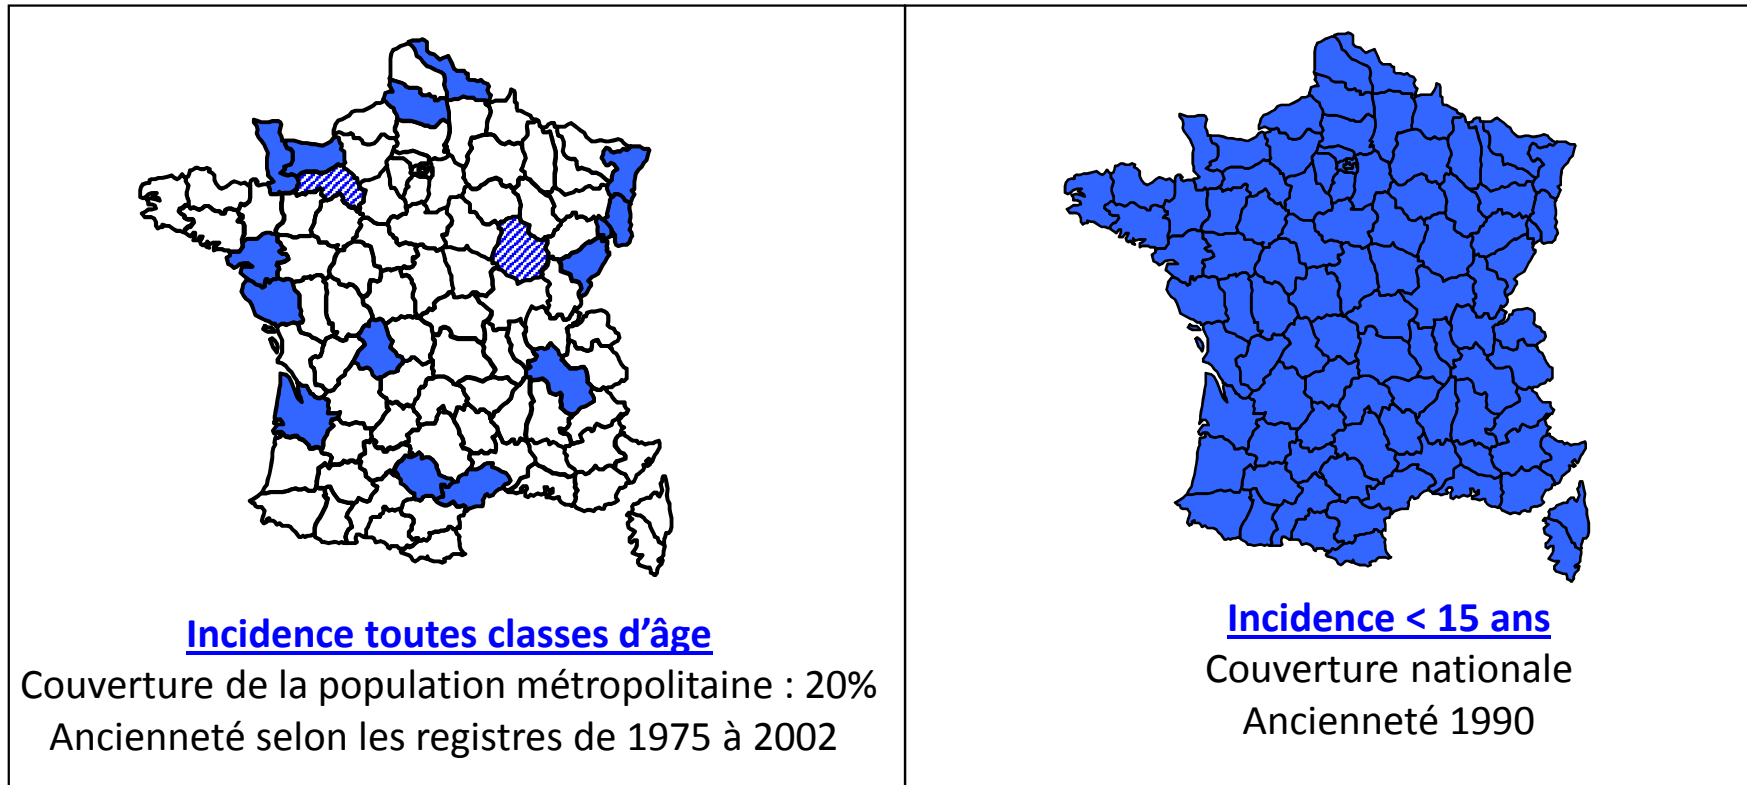 Incidence toutes classes d’âge
Couverture de la population métropolitaine : 20%
Ancienneté selon les registres de 1975 à 2002
Incidence < 15 ans
Couverture nationale
Ancienneté 1990